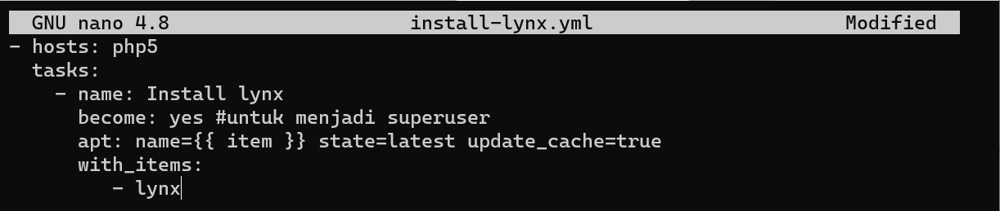 GNU nano 4.8 install-lynx.yml Modified
- hosts: php5
  tasks:
    - name: Install lynx
      become: yes #untuk menjadi superuser
      apt: name={{ item }} state=latest update_cache=true
      with_items:
         - lynx